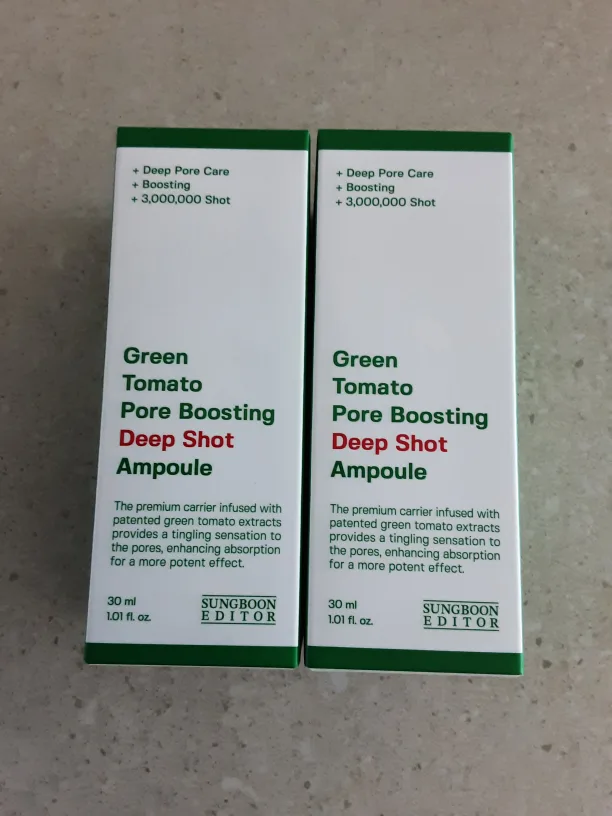 + Deep Pore Care
+ Boosting
+ 3,000,000 Shot
Green
Tomato
Pore Boosting
Deep Shot
Ampoule
The premium carrier infused with
patented green tomato extracts
provides a tingling sensation to
the pores, enhancing absorption
for a more potent effect.
30 ml
1.01 fl. oz.
SUNGBOON
EDITOR
+ Deep Pore Care
+ Boosting
+ 3,000,000 Shot
Green
Tomato
Pore Boosting
Deep Shot
Ampoule
The premium carrier infused with
patented green tomato extracts
provides a tingling sensation to
the pores, enhancing absorption
for a more potent effect.
30 ml
1.01 fl. oz.
SUNGBOON
EDITOR